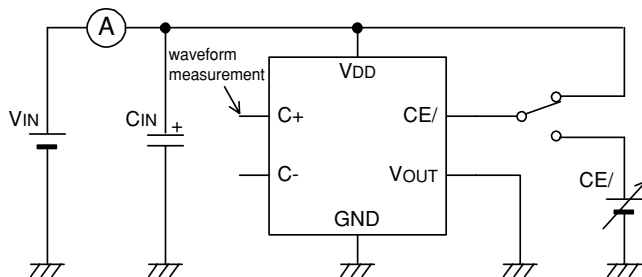 A
waveform
measurement
VDD
VIN
CIN
+
C+
CE/
C-
VOUT
CE/
GND